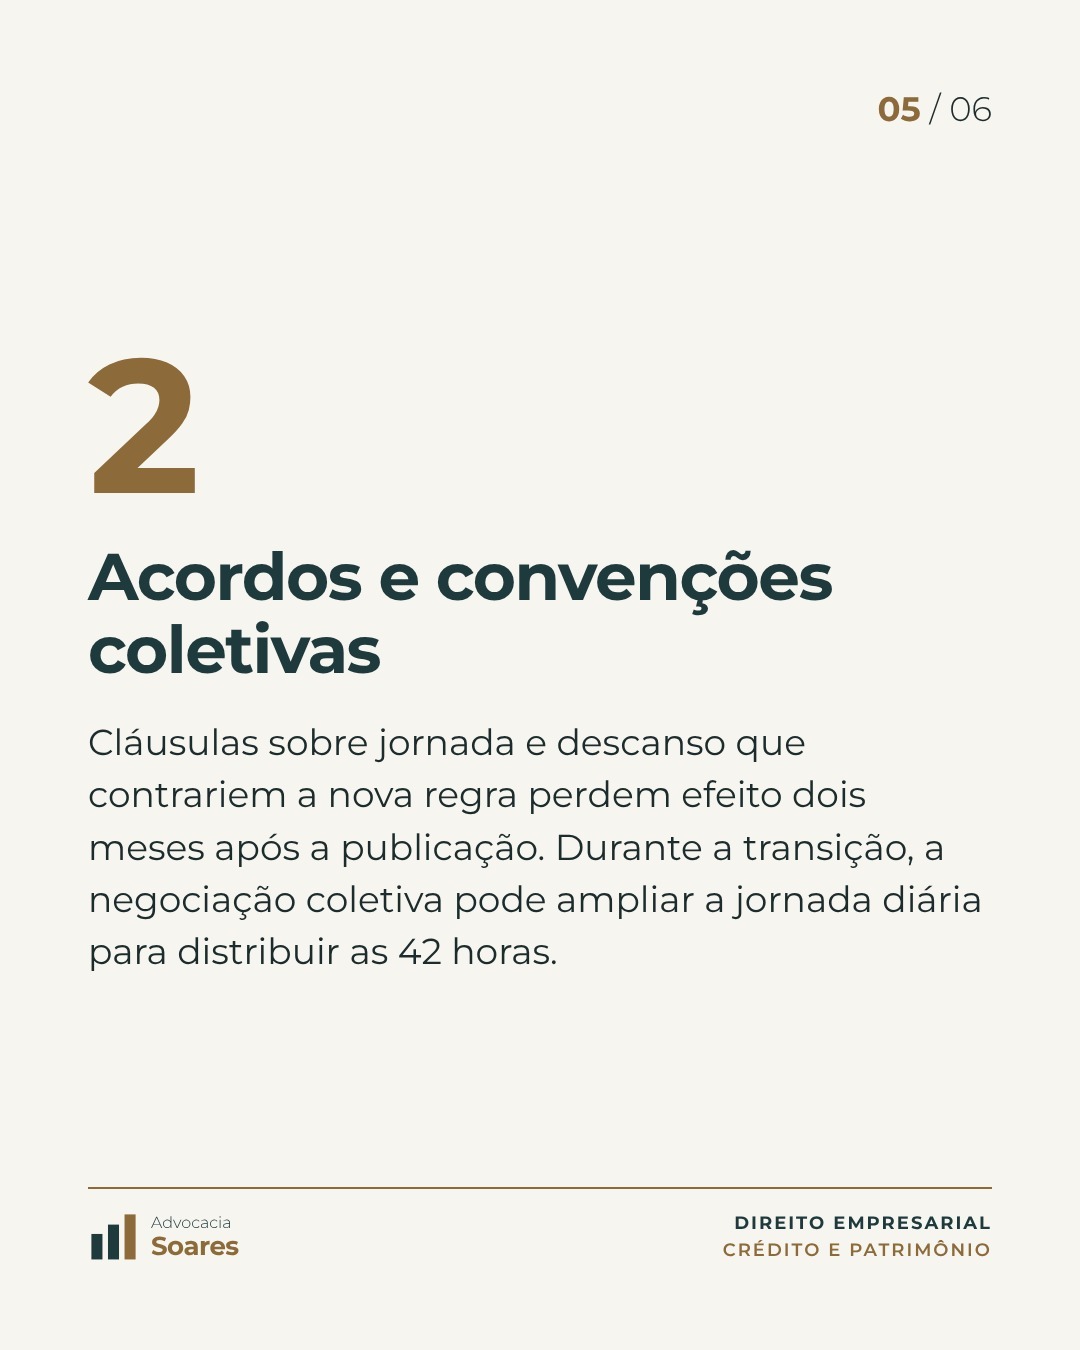 05 / 06
2
Acordos e convenções
coletivas
Cláusulas sobre jornada e descanso que
contrariem a nova regra perdem efeito dois
meses após a publicação. Durante a transição, a
negociação coletiva pode ampliar a jornada diária
para distribuir as 42 horas.
Advocacia
Soares
DIREITO EMPRESARIAL
CRÉDITO E PATRIMÔNIO